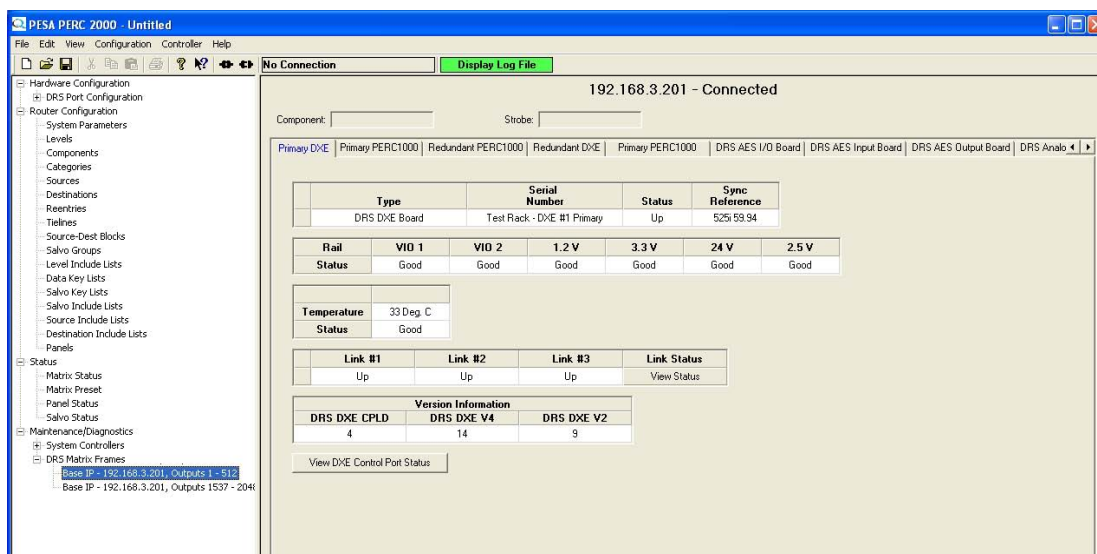 PESA PERC 2000 - Untitled
File Edit View Configuration Controller Help
No Connection Display Log File
Hardware Configuration
DRS Port Configuration
Router Configuration
System Parameters
Levels
Components
Categories
Sources
Destinations
Reentries
Tielines
Source-Dest Blocks
Salvo Groups
Level Include Lists
Data Key Lists
Salvo Key Lists
Salvo Include Lists
Source Include Lists
Destination Include Lists
Panels
Status
Matrix Status
Matrix Preset
Panel Status
Salvo Status
Maintenance/Diagnostics
System Controllers
DRS Matrix Frames
Base IP - 192.168.3.201, Outputs 1 - 512
Base IP - 192.168.3.201, Outputs 1537 - 2048
192.168.3.201 - Connected
Component: Strobe:
Primary DXE Primary PERC1000 Redundant PERC1000 Redundant DXE Primary PERC1000 DRS AES I/O Board DRS AES Input Board DRS AES Output Board DRS Analo
Type Serial Number Status Sync Reference
DRS DXE Board Test Rack - DXE #1 Primary Up 525i 59.94
Rail VIO 1 VIO 2 1.2 V 3.3 V 24 V 2.5 V
Status Good Good Good Good Good Good
Temperature 33 Deg. C
Status Good
Link #1 Link #2 Link #3 Link Status
Up Up Up View Status
Version Information
DRS DXE CPLD DRS DXE V4 DRS DXE V2
4 14 9
View DXE Control Port Status